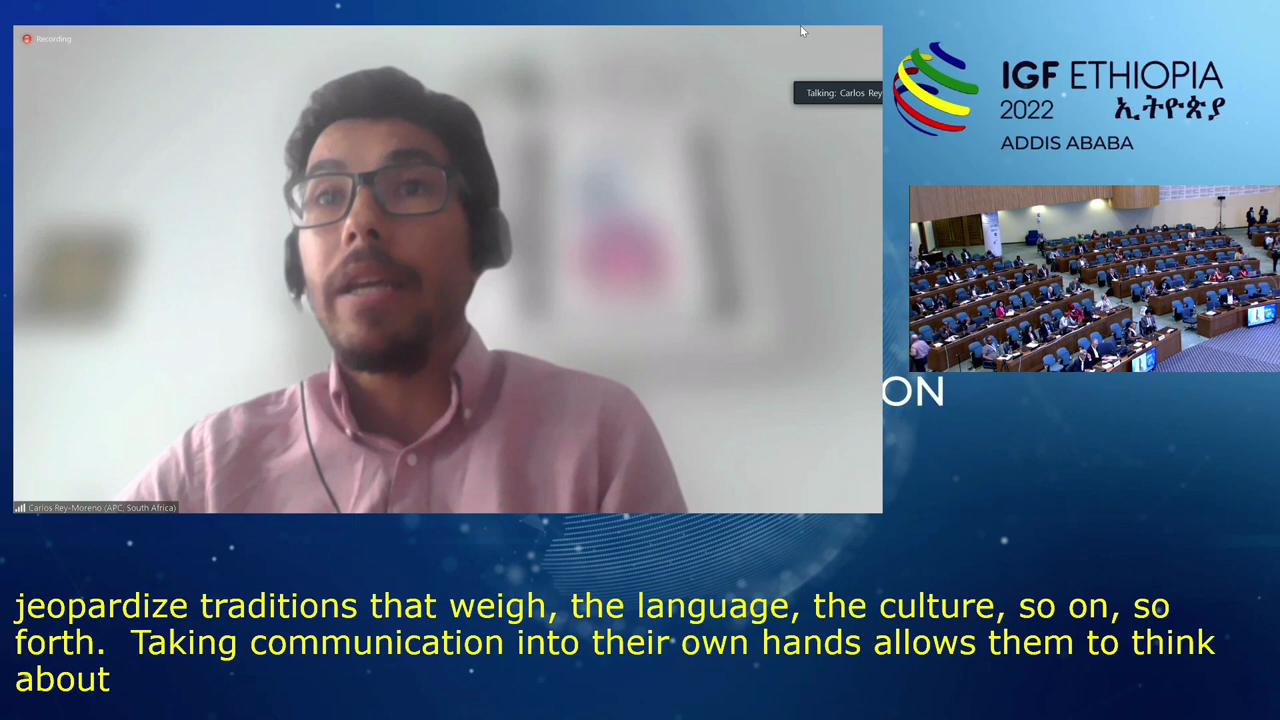 Recording
Talking: Carlos Rey
IGF ETHIOPIA
2022 ኢትዮጵያ
ADDIS ABABA
ON
Carlos Rey-Moreno (APC, South Africa)
jeopardize traditions that weigh, the language, the culture, so on, so
forth.  Taking communication into their own hands allows them to think
about